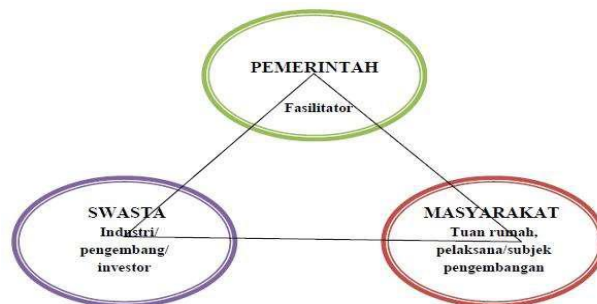 PEMERINTAH
Fasilitator
SWASTA
Industri/
pengembang/
investor
MASYARAKAT
Tuan rumah,
pelaksana/subjek
pengembangan